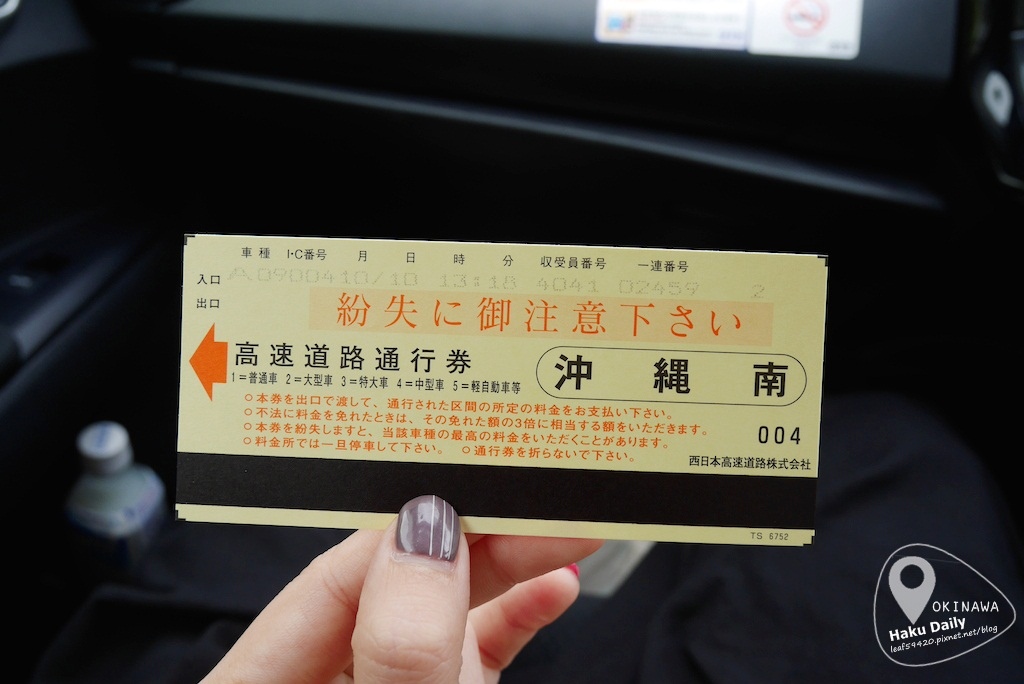 車種 I・C番号 月 日 時 分 収受員番号 一連番号
入口 A 0900410/10 13:18 4041 02459 2
出口
紛失に御注意下さい
高速道路通行券
1=普通車 2=大型車 3=特大車 4=中型車 5=軽自動車等
沖縄南
○本券を出口で渡して、通行された区間の所定の料金をお支払い下さい。
○不法に料金を免れたときは、その免れた額の3倍に相当する額をいただきます。
○本券を紛失しますと、当該車種の最高の料金をいただくことがあります。
○料金所では一旦停車して下さい。 ○通行券を折らないで下さい。
004
西日本高速道路株式会社
TS 6752
OKINAWA
Haku Daily
leaf59420.pixnet.net/blog